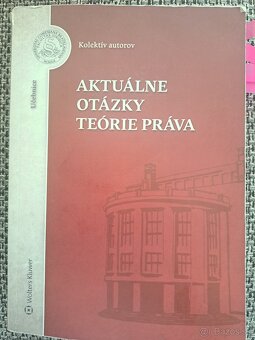 Kolektív autorov
AKTUÁLNE
OTÁZKY
TEÓRIE PRÁVA
Učebnice
Wolters Kluwer